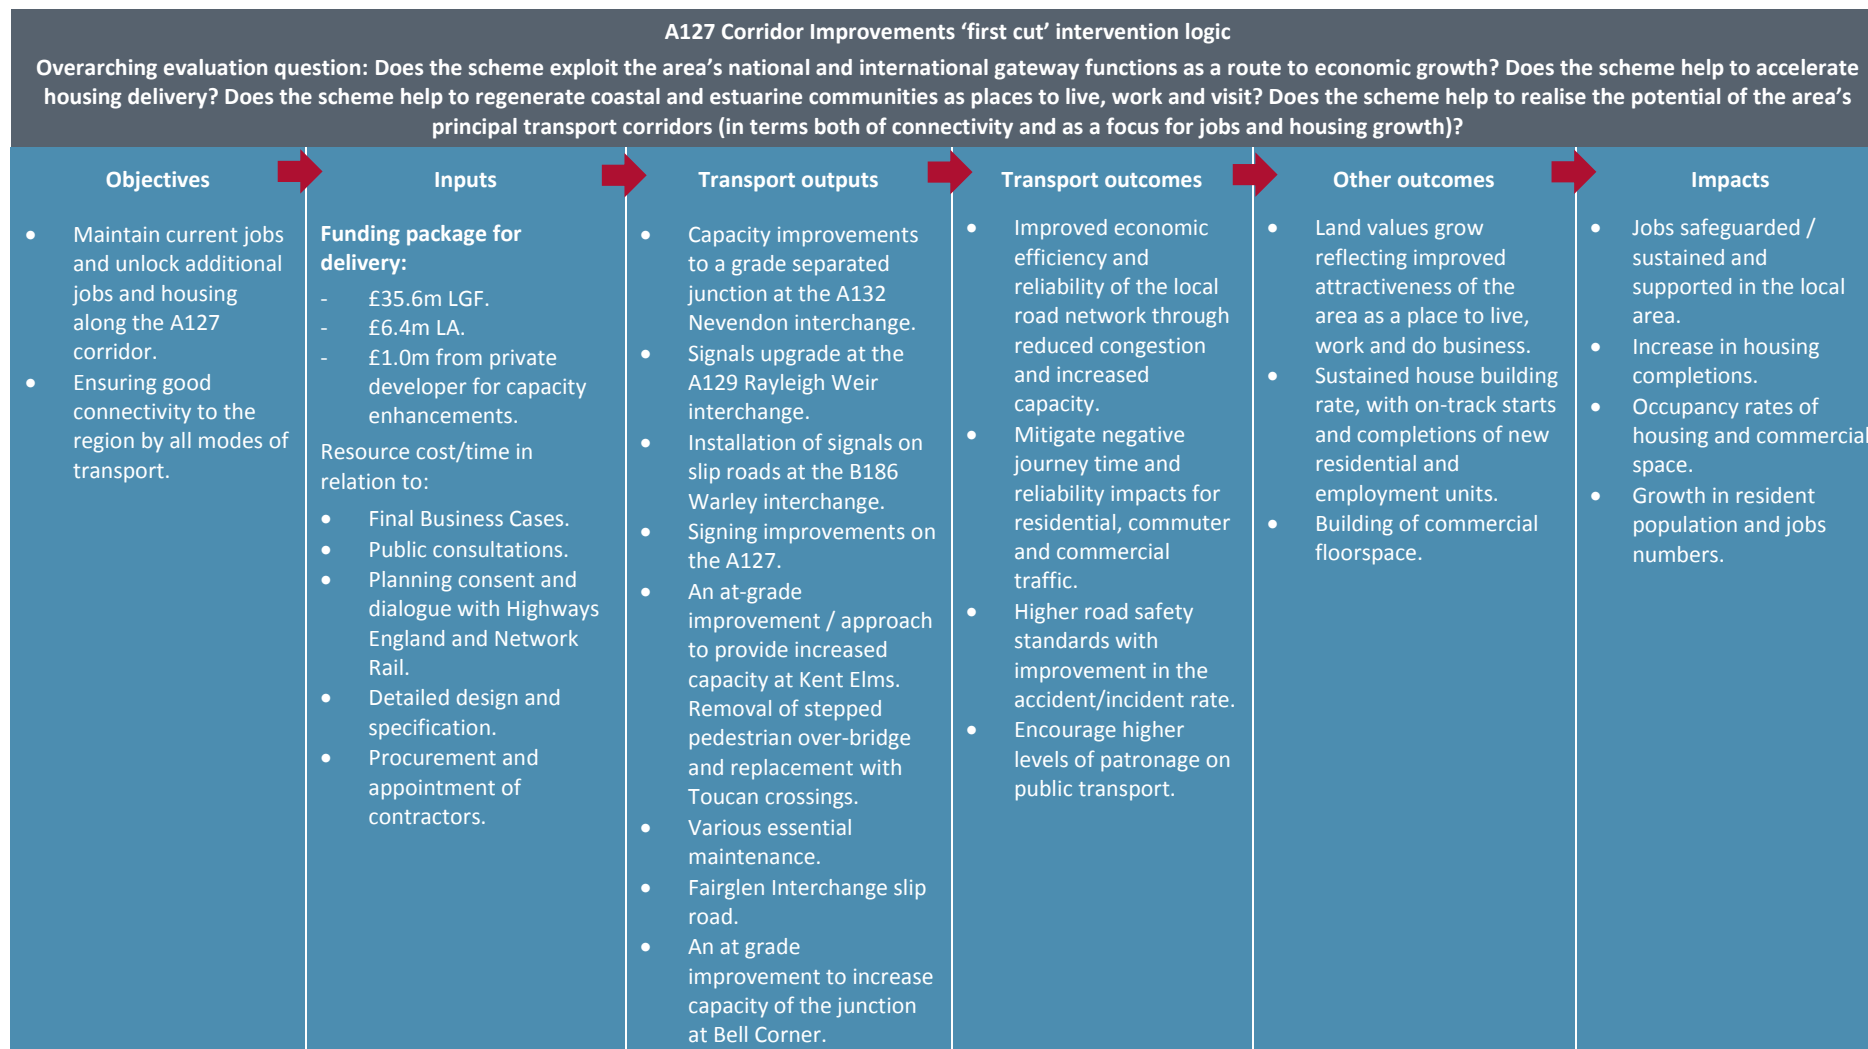 A127 Corridor Improvements ‘first cut’ intervention logic
Overarching evaluation question: Does the scheme exploit the area’s national and international gateway functions as a route to economic growth? Does the scheme help to accelerate
housing delivery? Does the scheme help to regenerate coastal and estuarine communities as places to live, work and visit? Does the scheme help to realise the potential of the area’s
principal transport corridors (in terms both of connectivity and as a focus for jobs and housing growth)?
Objectives
• Maintain current jobs
and unlock additional
jobs and housing
along the A127
corridor.
• Ensuring good
connectivity to the
region by all modes of
transport.
Inputs
Funding package for
delivery:
- £35.6m LGF.
- £6.4m LA.
- £1.0m from private
developer for capacity
enhancements.
Resource cost/time in
relation to:
• Final Business Cases.
• Public consultations.
• Planning consent and
dialogue with Highways
England and Network
Rail.
• Detailed design and
specification.
• Procurement and
appointment of
contractors.
Transport outputs
• Capacity improvements
to a grade separated
junction at the A132
Nevendon interchange.
• Signals upgrade at the
A129 Rayleigh Weir
interchange.
• Installation of signals on
slip roads at the B186
Warley interchange.
• Signing improvements on
the A127.
• An at-grade
improvement / approach
to provide increased
capacity at Kent Elms.
Removal of stepped
pedestrian over-bridge
and replacement with
Toucan crossings.
• Various essential
maintenance.
• Fairglen Interchange slip
road.
• An at grade
improvement to increase
capacity of the junction
at Bell Corner.
Transport outcomes
• Improved economic
efficiency and
reliability of the local
road network through
reduced congestion
and increased
capacity.
• Mitigate negative
journey time and
reliability impacts for
residential, commuter
and commercial
traffic.
• Higher road safety
standards with
improvement in the
accident/incident rate.
• Encourage higher
levels of patronage on
public transport.
Other outcomes
• Land values grow
reflecting improved
attractiveness of the
area as a place to live,
work and do business.
• Sustained house building
rate, with on-track starts
and completions of new
residential and
employment units.
• Building of commercial
floorspace.
Impacts
• Jobs safeguarded /
sustained and
supported in the local
area.
• Increase in housing
completions.
• Occupancy rates of
housing and commercial
space.
• Growth in resident
population and jobs
numbers.